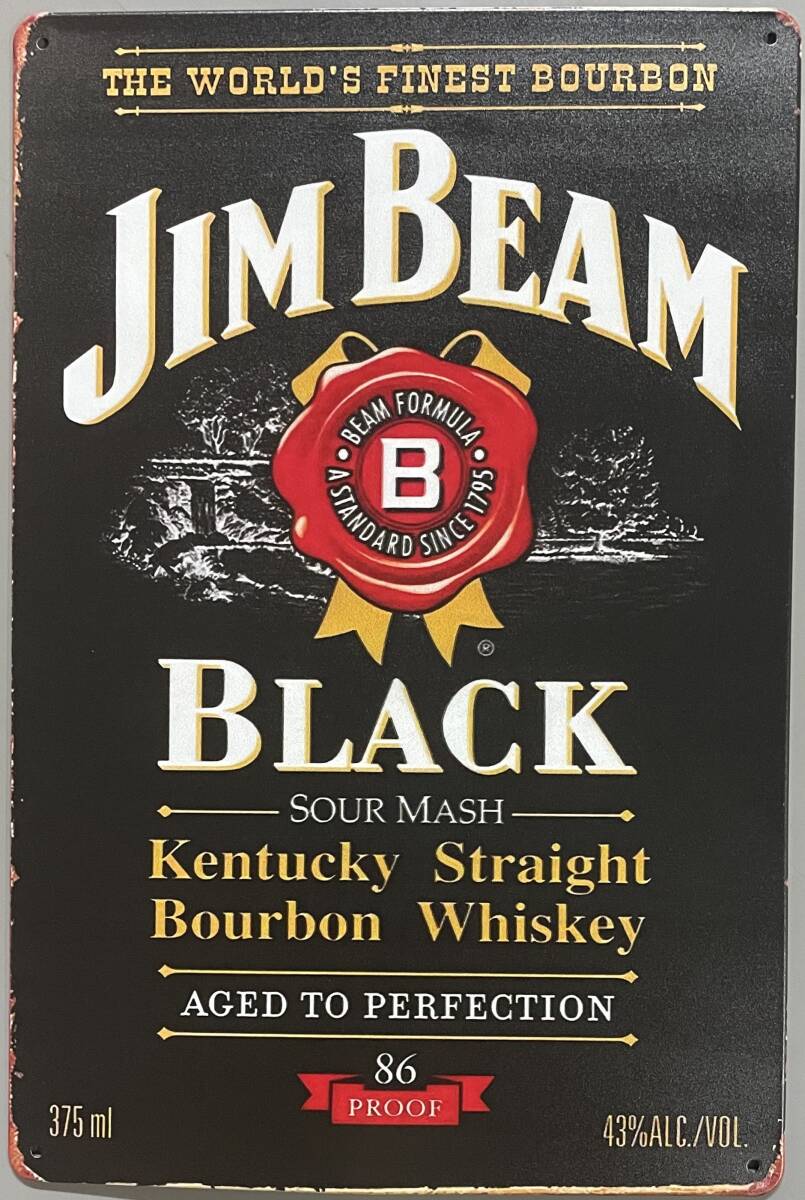 THE WORLD'S FINEST BOURBON
JIM BEAM
BEAM FORMULA
B
A STANDARD SINCE 1795
®
BLACK
SOUR MASH
Kentucky Straight
Bourbon Whiskey
AGED TO PERFECTION
86
PROOF
375 ml
43%ALC./VOL.